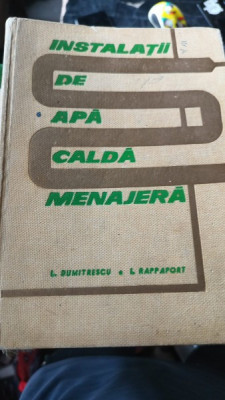 INSTALAȚII
DE
APĂ
CALDĂ
MENAJERĂ
L. DUMITRESCU • L. RAPPAPORT